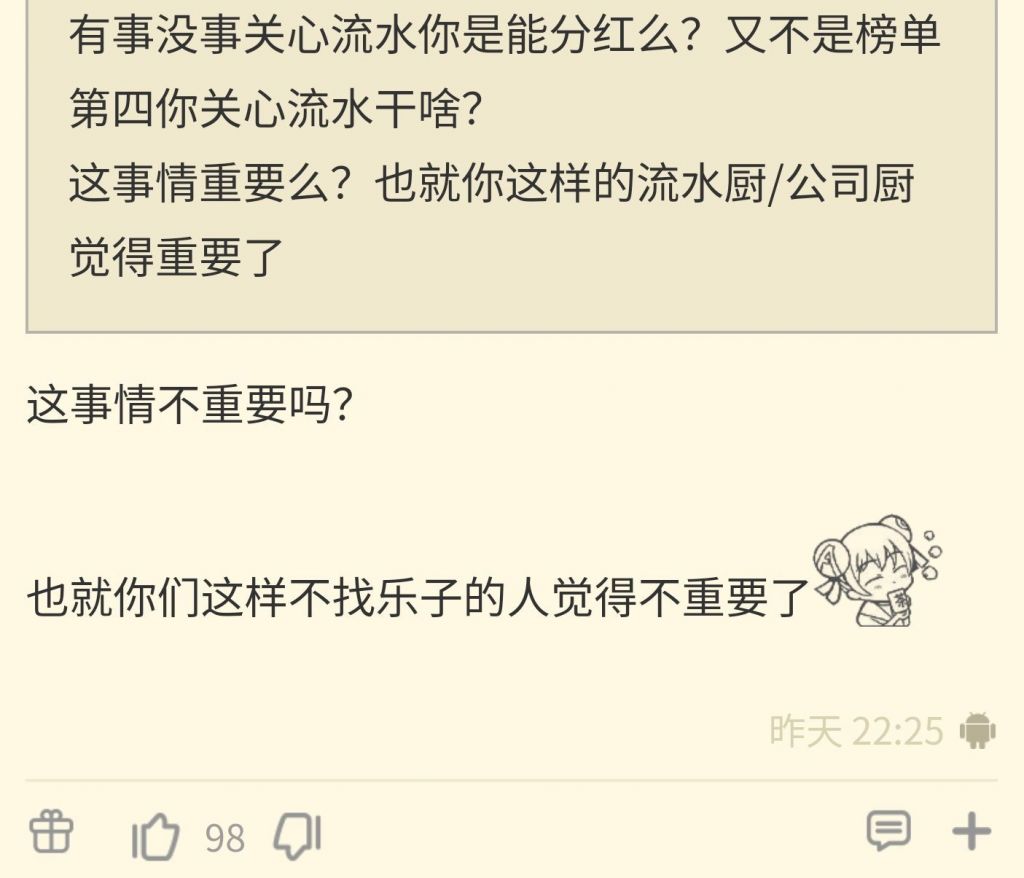 有事没事关心流水你是能分红么？又不是榜单
第四你关心流水干啥？
这事情重要么？也就你这样的流水厨/公司厨
觉得重要了
这事情不重要吗？
也就你们这样不找乐子的人觉得不重要了
茶
昨天 22:25
98